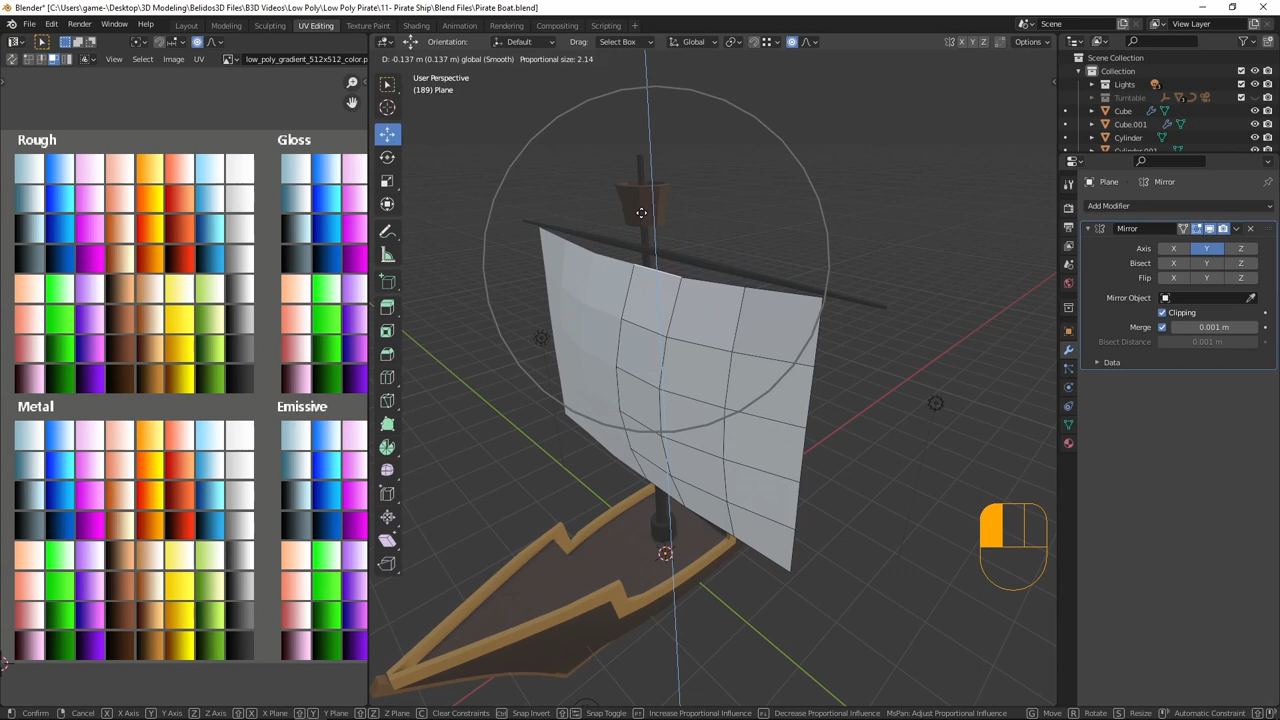 Blender* [C:\Users\game-\Desktop\3D Modeling\Belidos3D Files\B3D Videos\Low Poly\Low Poly Pirate\11- Pirate Ship\Blend Files\Pirate Boat.blend]
File Edit Render Window Help Layout Modeling Sculpting UV Editing Texture Paint Shading Animation Rendering Compositing Scripting Scene View Layer
Orientation: Default Drag: Select Box Global X Y Z Options
View Select Image UV low_poly_gradient_512x512_color.p
D: -0.137 m (0.137 m) global (Smooth) Proportional size: 2.14
User Perspective
(189) Plane
Rough Gloss
Metal Emissive
Scene Collection
Collection
Lights
Turntable
Cube
Cube.001
Cylinder
Cylinder.001
Plane Mirror
Add Modifier
Mirror
Axis X Y Z
Bisect X Y Z
Flip X Y Z
Mirror Object
Clipping
Merge 0.001 m
Bisect Distance 0.001 m
Data
Confirm Cancel X X Axis Y Y Axis Z Z Axis X X Plane Y Y Plane Z Z Plane C Clear Constraints Snap Invert Snap Toggle Increase Proportional Influence Decrease Proportional Influence MsPan: Adjust Proportional Influence G Move R Rotate S Resize Automatic Constraint